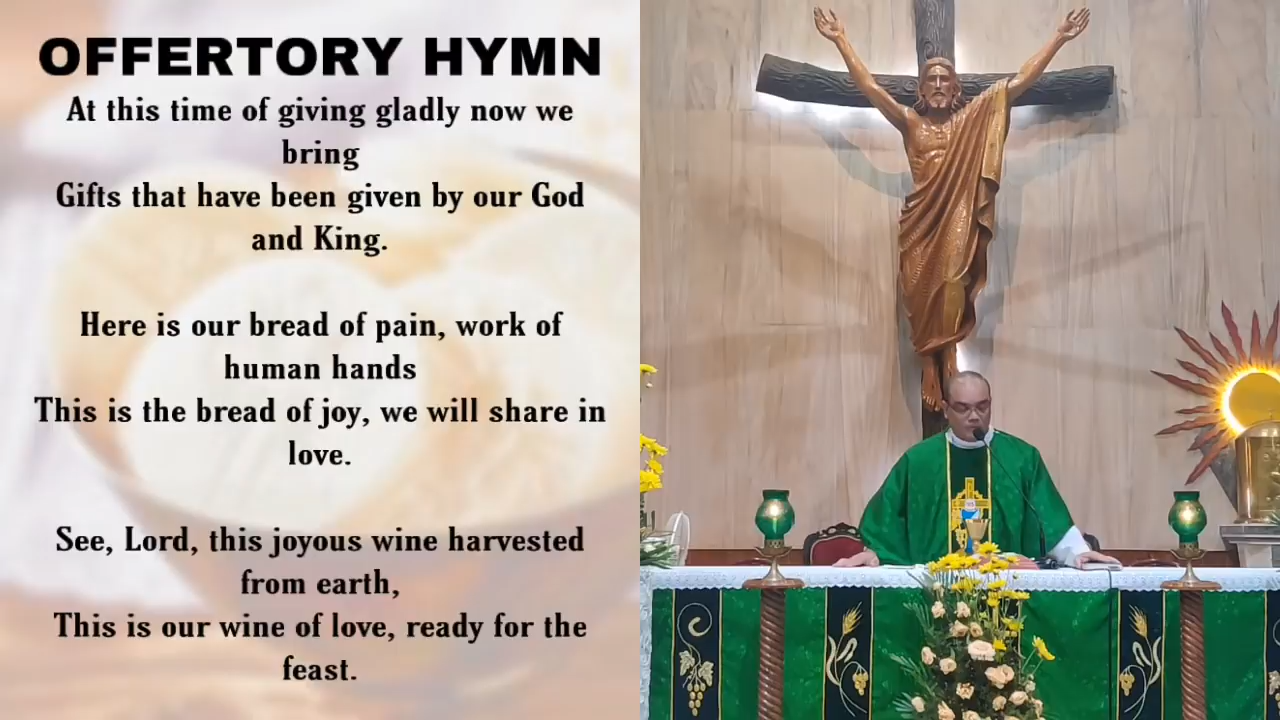 OFFERTORY HYMN
At this time of giving gladly now we
bring
Gifts that have been given by our God
and King.
Here is our bread of pain, work of
human hands
This is the bread of joy, we will share in
love.
See, Lord, this joyous wine harvested
from earth,
This is our wine of love, ready for the
feast.